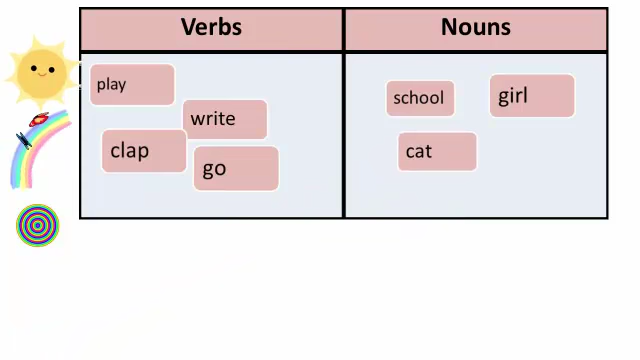 Verbs
Nouns
play
write
clap
go
school
girl
cat